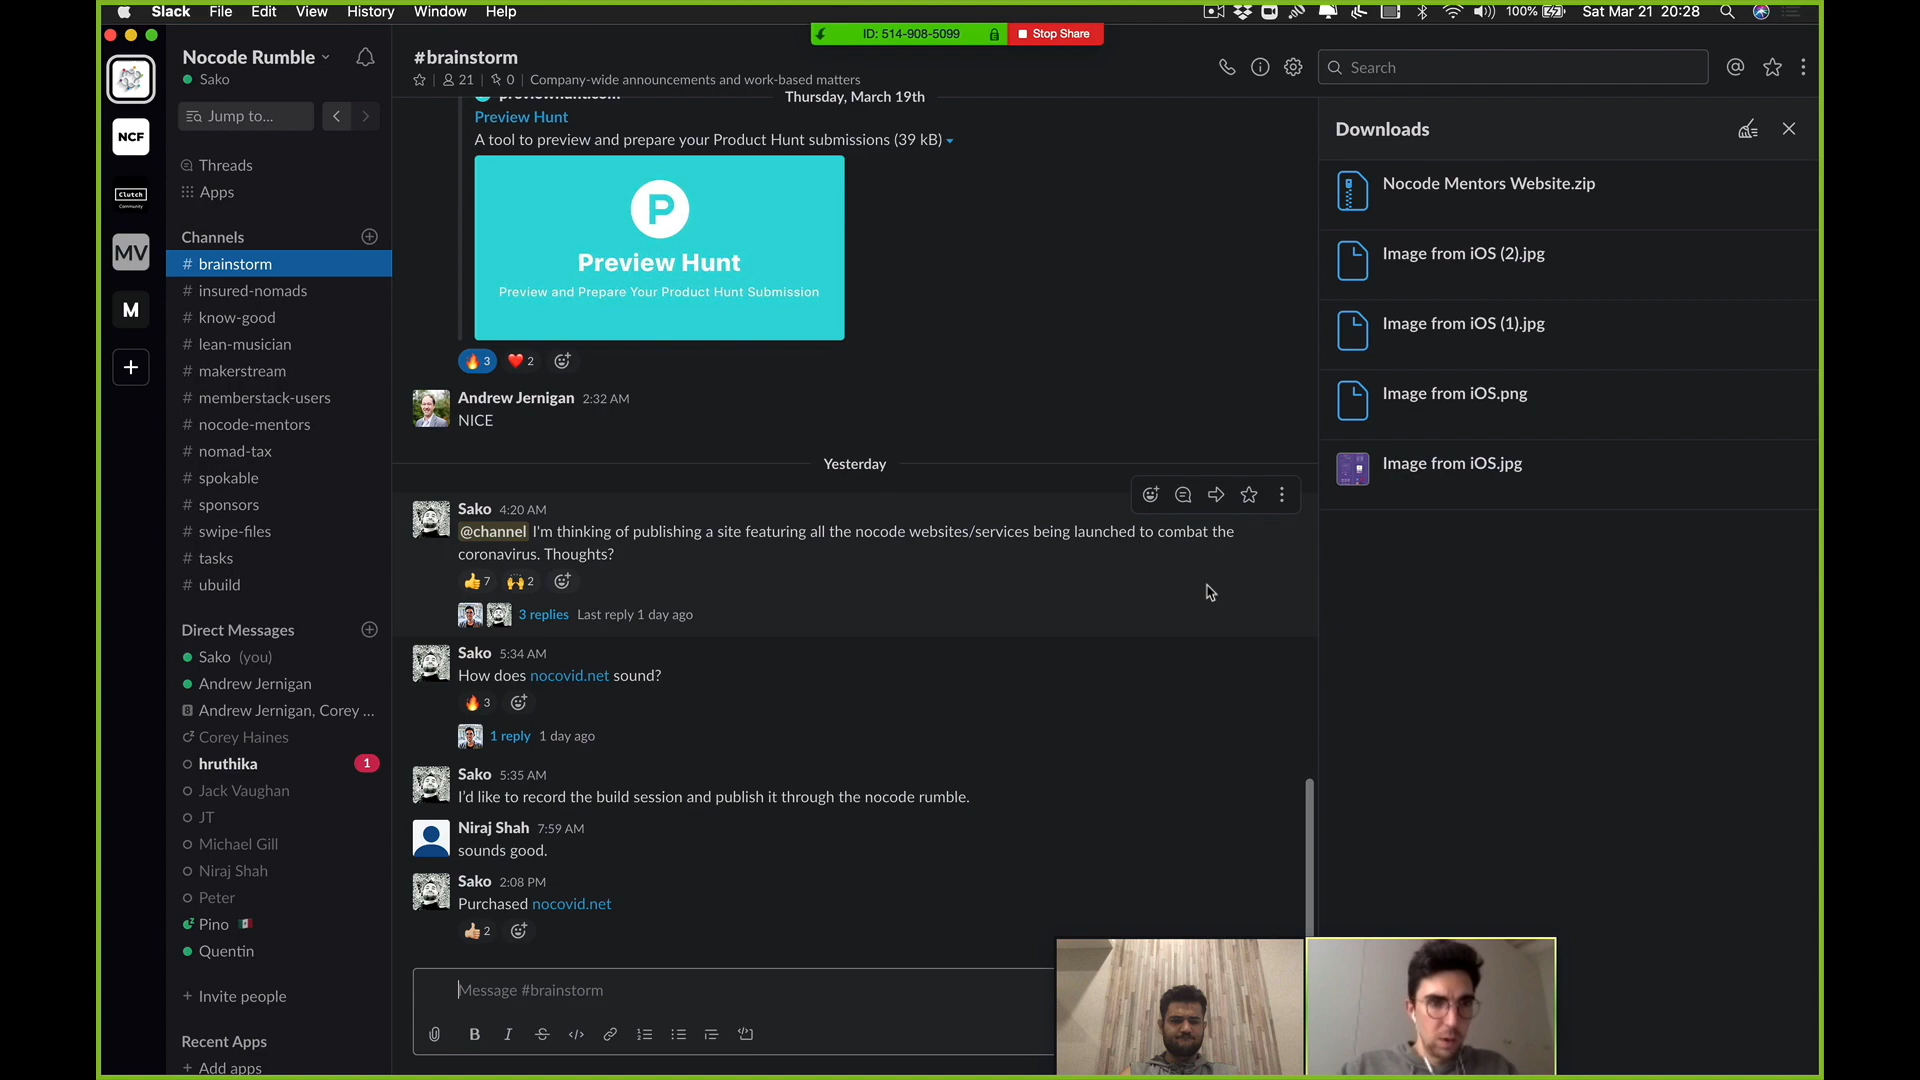 Slack File Edit View History Window Help
100% Sat Mar 21 20:28
ID: 514-908-5099 Stop Share
NCF
Clutch
Community
MV
M
Nocode Rumble
Sako
Jump to...
Threads
Apps
Channels
# brainstorm
# insured-nomads
# know-good
# lean-musician
# makerstream
# memberstack-users
# nocode-mentors
# nomad-tax
# spokable
# sponsors
# swipe-files
# tasks
# ubuild
Direct Messages
Sako (you)
Andrew Jernigan
8 Andrew Jernigan, Corey ...
Corey Haines
hruthika 1
Jack Vaughan
JT
Michael Gill
Niraj Shah
Peter
Pino
Quentin
+ Invite people
Recent Apps
+ Add apps
#brainstorm
21 | 0 | Company-wide announcements and work-based matters
Search
previewhunt.com
Thursday, March 19th
Preview Hunt
A tool to preview and prepare your Product Hunt submissions (39 kB)
P
Preview Hunt
Preview and Prepare Your Product Hunt Submission
3 2
Andrew Jernigan 2:32 AM
NICE
Yesterday
Sako 4:20 AM
@channel I'm thinking of publishing a site featuring all the nocode websites/services being launched to combat the
coronavirus. Thoughts?
7 2
3 replies Last reply 1 day ago
Sako 5:34 AM
How does nocovid.net sound?
3
1 reply 1 day ago
Sako 5:35 AM
I'd like to record the build session and publish it through the nocode rumble.
Niraj Shah 7:59 AM
sounds good.
Sako 2:08 PM
Purchased nocovid.net
2
Message #brainstorm
B I
Downloads
Nocode Mentors Website.zip
Image from iOS (2).jpg
Image from iOS (1).jpg
Image from iOS.png
Image from iOS.jpg